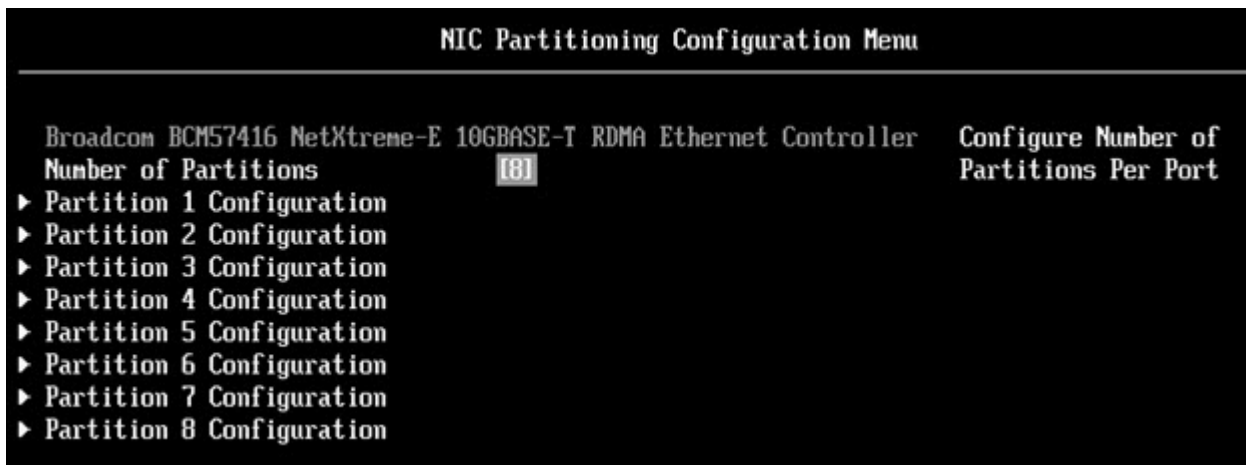 NIC Partitioning Configuration Menu
Broadcom BCM57416 NetXtreme-E 10GBASE-T RDMA Ethernet Controller
Number of Partitions [8]
Configure Number of
Partitions Per Port
Partition 1 Configuration
Partition 2 Configuration
Partition 3 Configuration
Partition 4 Configuration
Partition 5 Configuration
Partition 6 Configuration
Partition 7 Configuration
Partition 8 Configuration